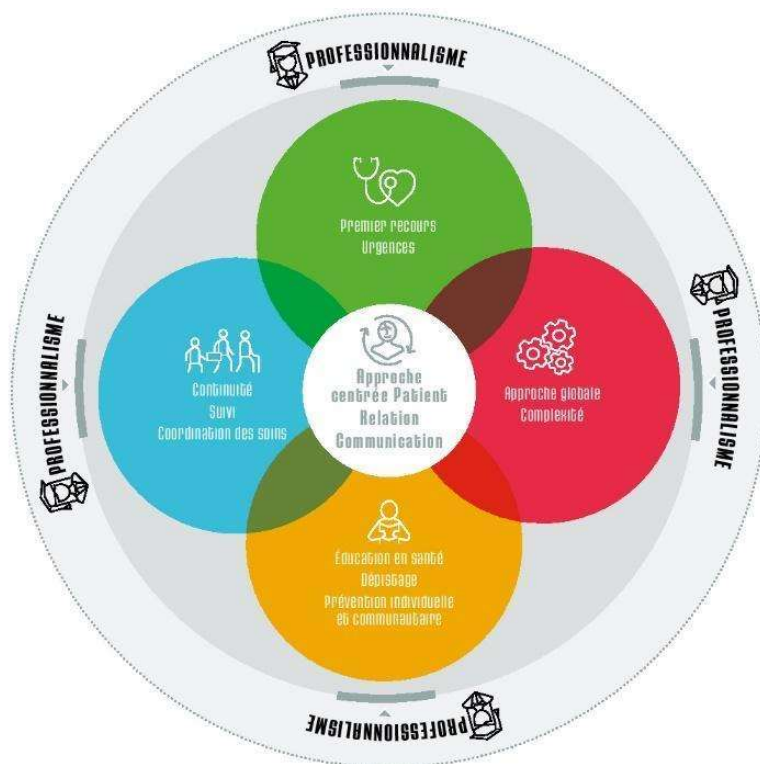 PROFESSIONNALISME
Premier recours
Urgences
PROFESSIONNALISME
Continuité
Suivi
Coordination des soins
Approche
centrée Patient
Relation
Communication
Approche globale
Complexité
PROFESSIONNALISME
Éducation en santé
Dépistage
Prévention individuelle
et communautaire
PROFESSIONNALISME